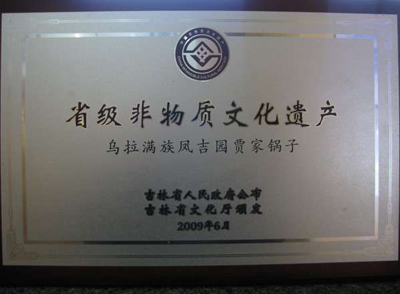 省级非物质文化遗产
乌拉满族凤吉园贾家锅子
吉林省人民政府公布
吉林省文化厅颁发
2009年6月